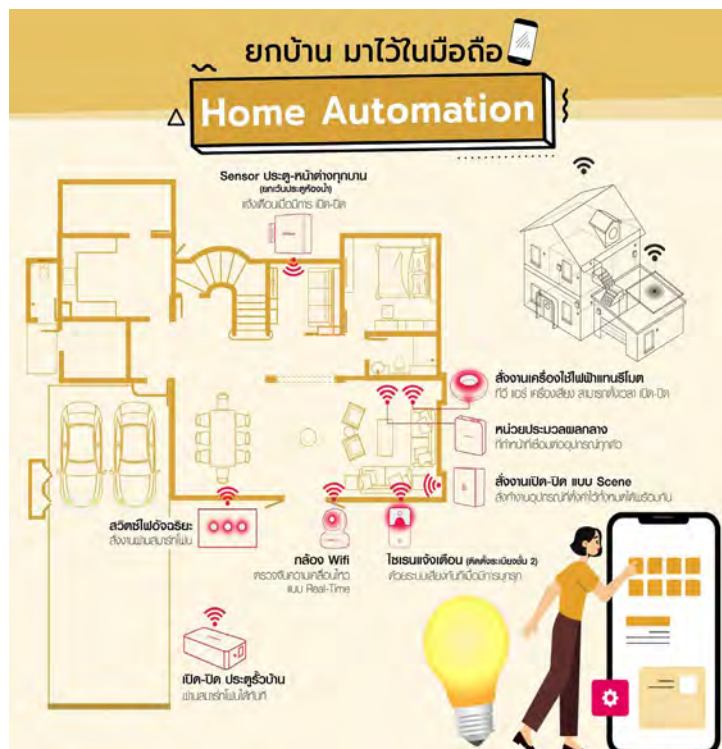 ยกบ้าน มาไว้ในมือถือ
Home Automation
Sensor ประตู-หน้าต่างทุกบาน
(ยกเว้นประตูห้องน้ำ)
แจ้งเตือนเมื่อมีการ เปิด-ปิด
สั่งงานเครื่องใช้ไฟฟ้าแทนรีโมต
ทีวี แอร์ เครื่องเสียง สามารถตั้งเวลา เปิด-ปิด
หน่วยประมวลผลกลาง
ที่ทำหน้าที่เชื่อมต่ออุปกรณ์ทุกตัว
สั่งงานเปิด-ปิด แบบ Scene
สั่งทำงานอุปกรณ์ที่ตั้งค่าไว้ทั้งหมดได้พร้อมกัน
สวิตช์ไฟอัจฉริยะ
สั่งงานผ่านสมาร์ทโฟน
กล้อง Wifi
ตรวจจับความเคลื่อนไหว
แบบ Real-Time
ไซเรนแจ้งเตือน (ติดตั้งระเบียงชั้น 2)
ด้วยระบบเสียงทันทีเมื่อมีการบุกรุก
เปิด-ปิด ประตูรั้วบ้าน
ผ่านสมาร์ทโฟนได้ทันที